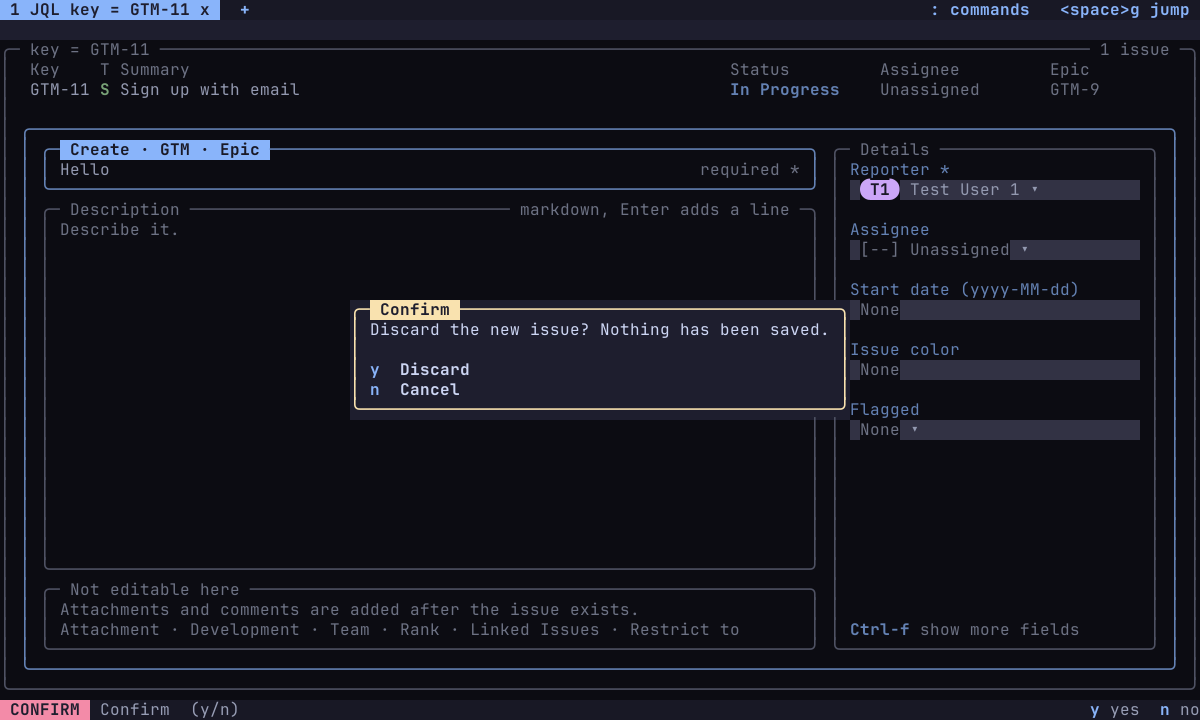 1 JQL key = GTM-11 x + : commands <space>g jump
key = GTM-11 1 issue
Key T Summary Status Assignee Epic
GTM-11 S Sign up with email In Progress Unassigned GTM-9
Create · GTM · Epic
Hello required *
Description markdown, Enter adds a line
Describe it.
Confirm
Discard the new issue? Nothing has been saved.
y Discard
n Cancel
Not editable here
Attachments and comments are added after the issue exists.
Attachment · Development · Team · Rank · Linked Issues · Restrict to
Details
Reporter *
T1 Test User 1 ▾
Assignee
[--] Unassigned ▾
Start date (yyyy-MM-dd)
None
Issue color
None
Flagged
None ▾
Ctrl-f show more fields
CONFIRM Confirm (y/n) y yes n no